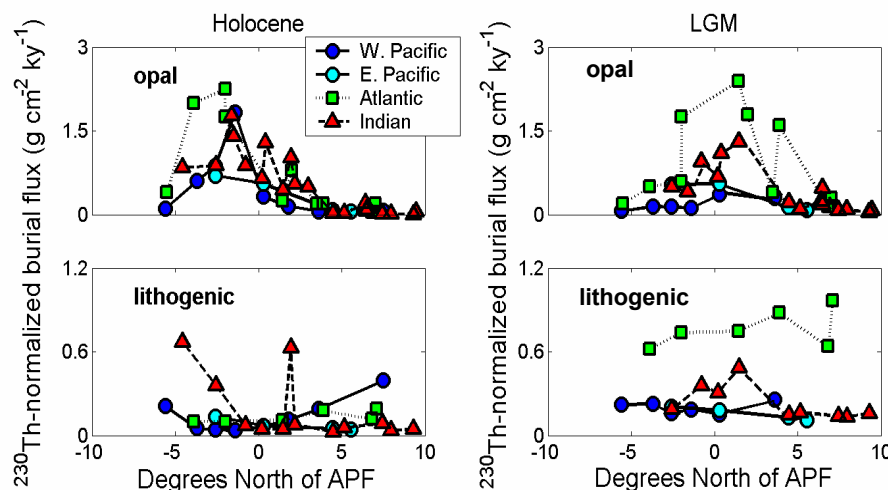 Holocene
LGM
²³⁰Th-normalized burial flux (g cm⁻² ky⁻¹)
3
1.5
0
opal
W. Pacific
E. Pacific
Atlantic
Indian
1.2
0.6
0
lithogenic
-10
-5
0
5
10
Degrees North of APF
²³⁰Th-normalized burial flux (g cm⁻² ky⁻¹)
3
1.5
0
opal
1.2
0.6
0
lithogenic
-10
-5
0
5
10
Degrees North of APF